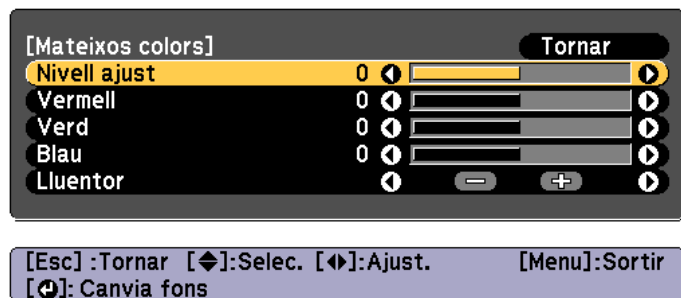 [Mateixos colors] Tornar
Nivell ajust 0
Vermell 0
Verd 0
Blau 0
Lluentor
[Esc] :Tornar [◆]:Selec. [◆]:Ajust. [Menu]:Sortir
[↵]: Canvia fons